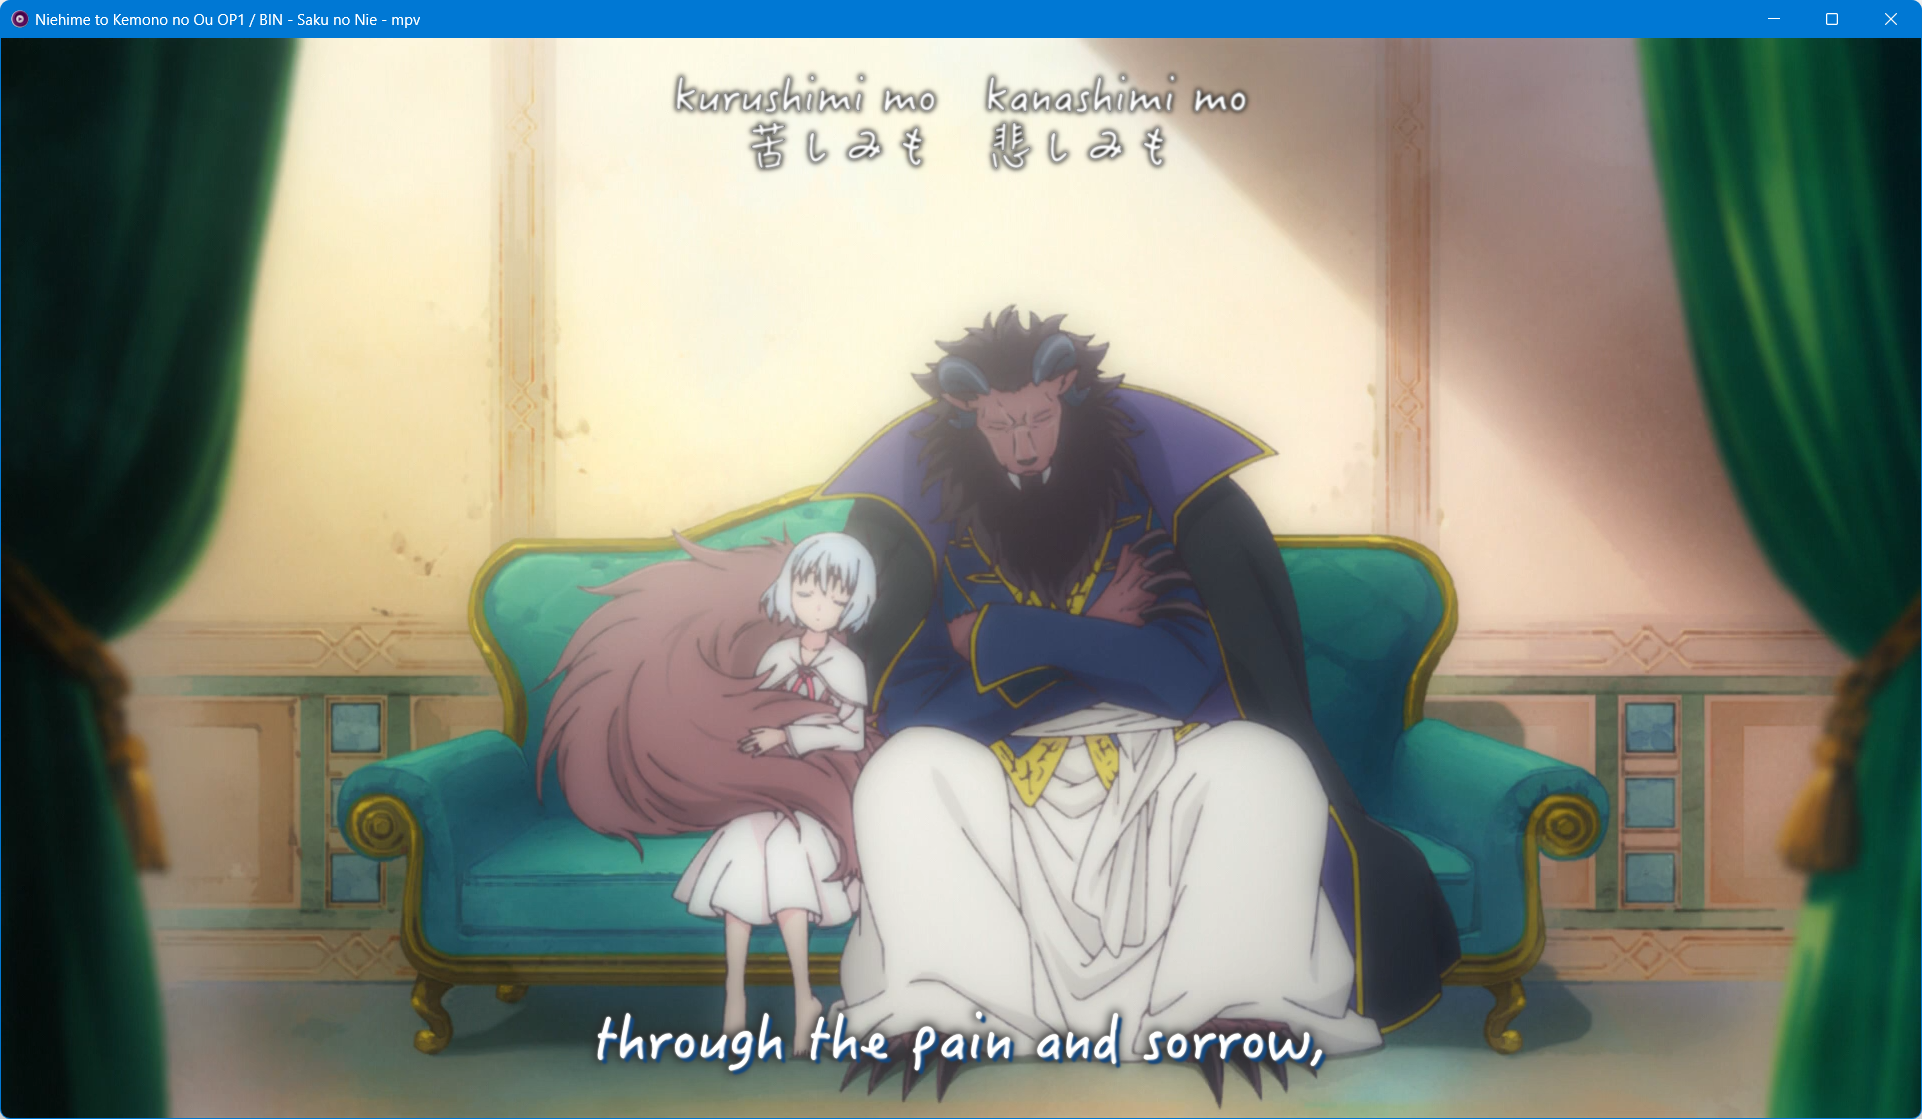 Niehime to Kemono no Ou OP1 / BIN - Saku no Nie - mpv
kurushimi mo kanashimi mo
苦しみも 悲しみも
through the pain and sorrow,